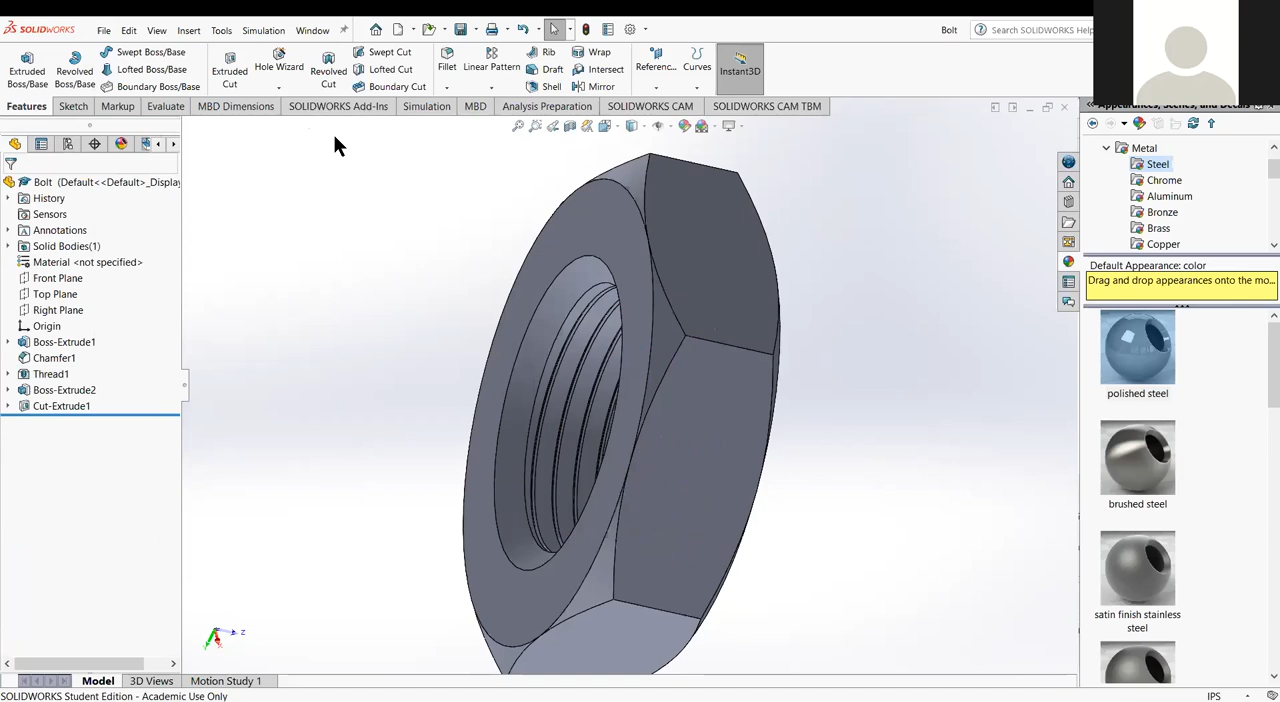 SOLIDWORKS File Edit View Insert Tools Simulation Window Bolt Search SOLIDWORKS Help
Extruded Boss/Base Revolved Boss/Base Swept Boss/Base Extruded Cut Hole Wizard Revolved Cut Swept Cut Fillet Linear Pattern Rib Wrap Referenc... Curves Instant3D
Lofted Boss/Base Lofted Cut Draft Intersect
Boundary Boss/Base Boundary Cut Shell Mirror
Features Sketch Markup Evaluate MBD Dimensions SOLIDWORKS Add-Ins Simulation MBD Analysis Preparation SOLIDWORKS CAM SOLIDWORKS CAM TBM
Bolt (Default<<Default>_Display
History
Sensors
Annotations
Solid Bodies(1)
Material <not specified>
Front Plane
Top Plane
Right Plane
Origin
Boss-Extrude1
Chamfer1
Thread1
Boss-Extrude2
Cut-Extrude1
z
Appearances, Scenes, and Decals
Metal
Steel
Chrome
Aluminum
Bronze
Brass
Copper
Default Appearance: color
Drag and drop appearances onto the mo...
polished steel
brushed steel
satin finish stainless
steel
Model 3D Views Motion Study 1
SOLIDWORKS Student Edition - Academic Use Only IPS